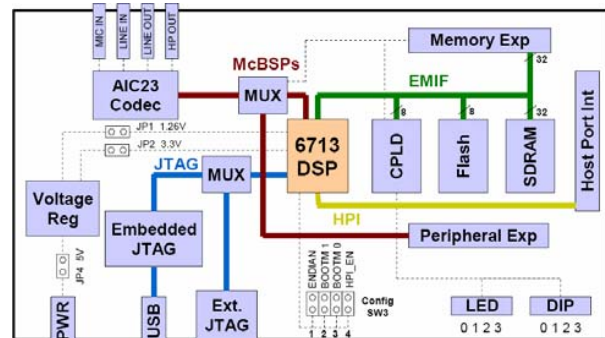 MIC IN
LINE IN
LINE OUT
HP OUT
Memory Exp
McBSPs
32
EMIF
AIC23
Codec
MUX
8
8
32
JP1 1.26V
JP2 3.3V
6713
DSP
CPLD
Flash
SDRAM
Host Port Int
JTAG
MUX
Voltage
Reg
HPI
Embedded
JTAG
Peripheral Exp
JP4 5V
ENDIAN
BOOTM 1
BOOTM 0
HPI_EN
Config
SW3
PWR
USB
Ext.
JTAG
LED
DIP
1 2 3 4
0 1 2 3
0 1 2 3